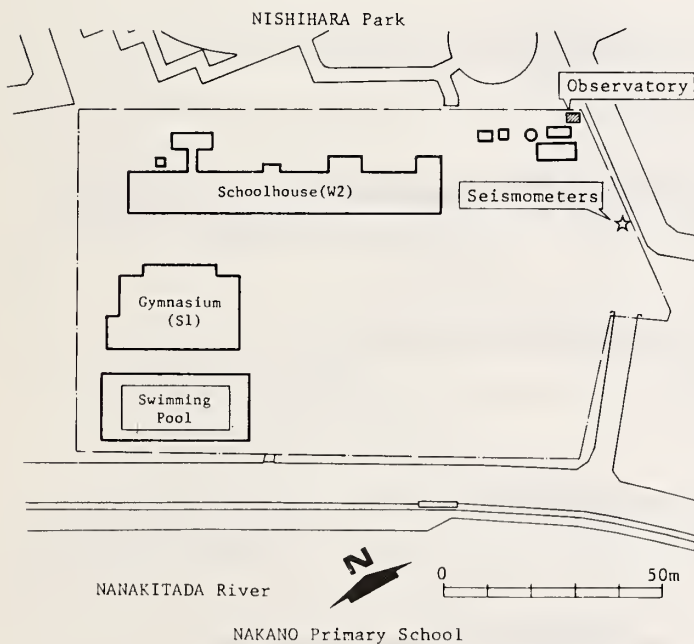 NISHIHARA Park
Observatory
Schoolhouse(W2)
Seismometers
Gymnasium
(S1)
Swimming
Pool
N
NANAKITADA River
0 50m
NAKANO Primary School